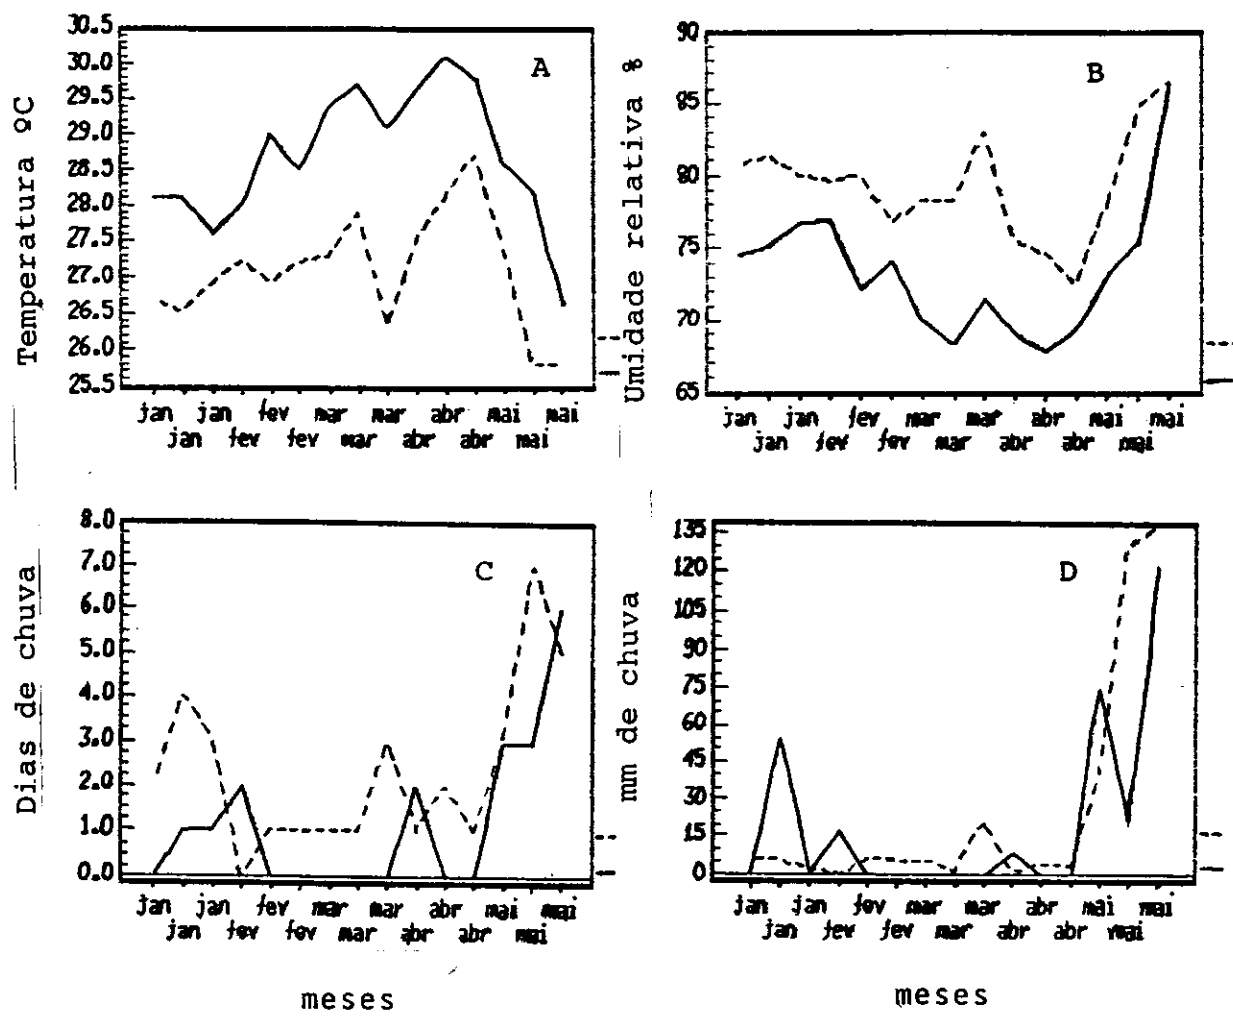 A
Temperatura ºC
30.5
30.0
29.5
29.0
28.5
28.0
27.5
27.0
26.5
26.0
25.5
jan jan fev mar mar abr mai mai
jan fev fev mar abr abr mai
B
Umidade relativa %
90
85
80
75
70
65
jan jan fev mar mar abr mai mai
jan fev fev mar abr abr mai
C
Dias de chuva
8.0
7.0
6.0
5.0
4.0
3.0
2.0
1.0
0.0
jan jan fev mar mar abr mai mai
jan fev fev mar abr abr mai
meses
D
mm de chuva
135
120
105
90
75
60
45
30
15
0
jan jan fev mar mar abr mai mai
jan fev fev mar abr abr mai
meses